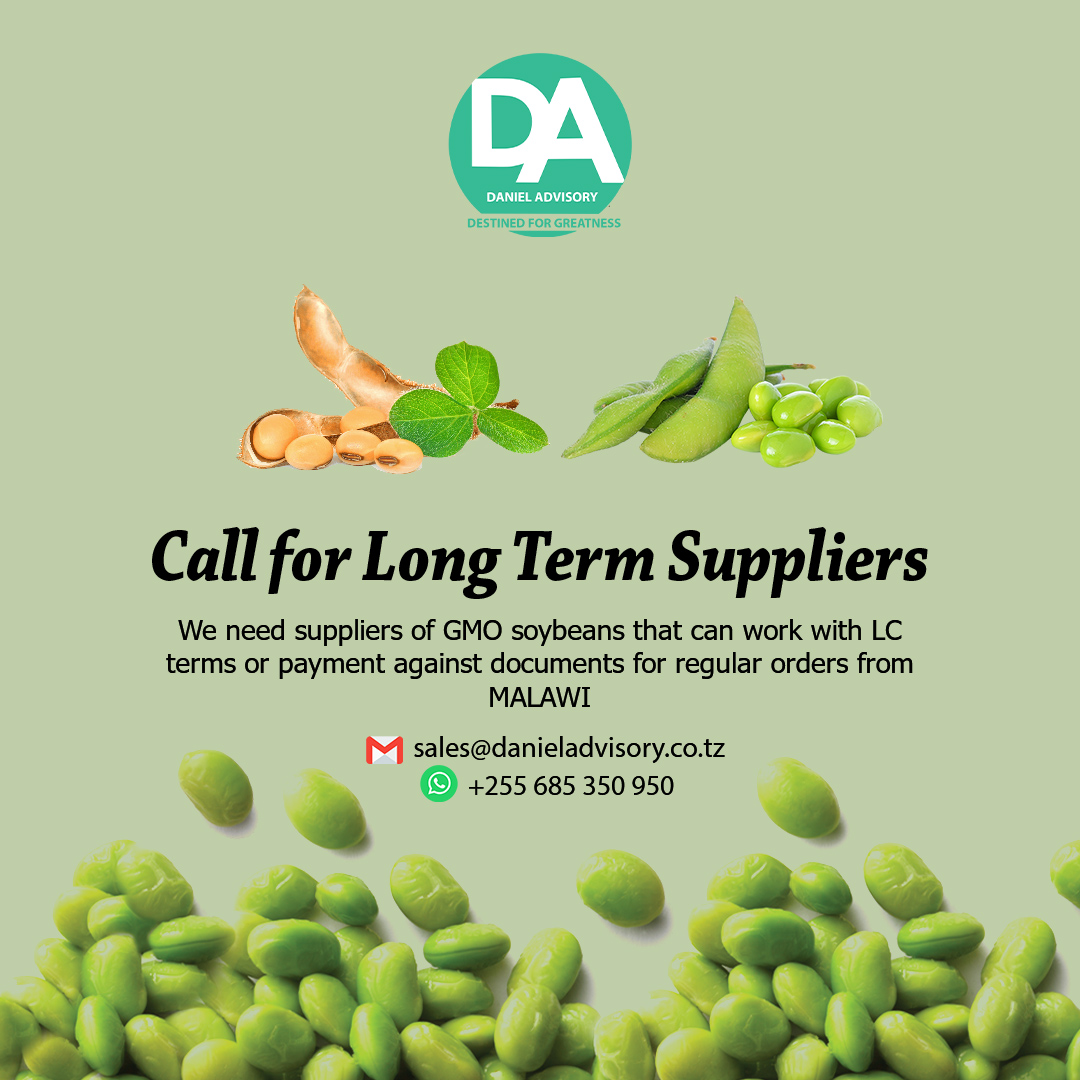 DA
DANIEL ADVISORY
DESTINED FOR GREATNESS
Call for Long Term Suppliers
We need suppliers of GMO soybeans that can work with LC
terms or payment against documents for regular orders from
MALAWI
sales@danieladvisory.co.tz
+255 685 350 950